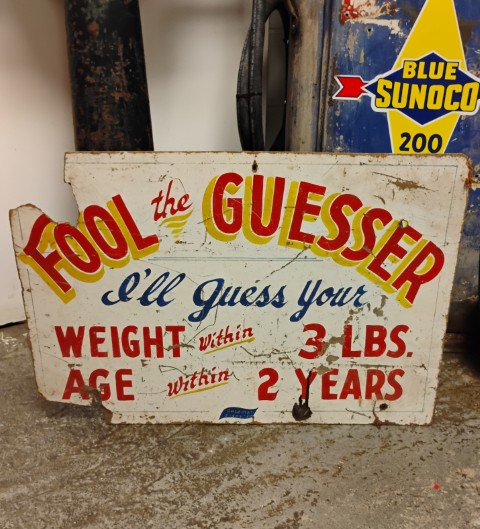 BLUE
SUNOCO
200
FOOL the GUESSER
I'll Guess Your
WEIGHT Within 3 LBS.
AGE Within 2 YEARS